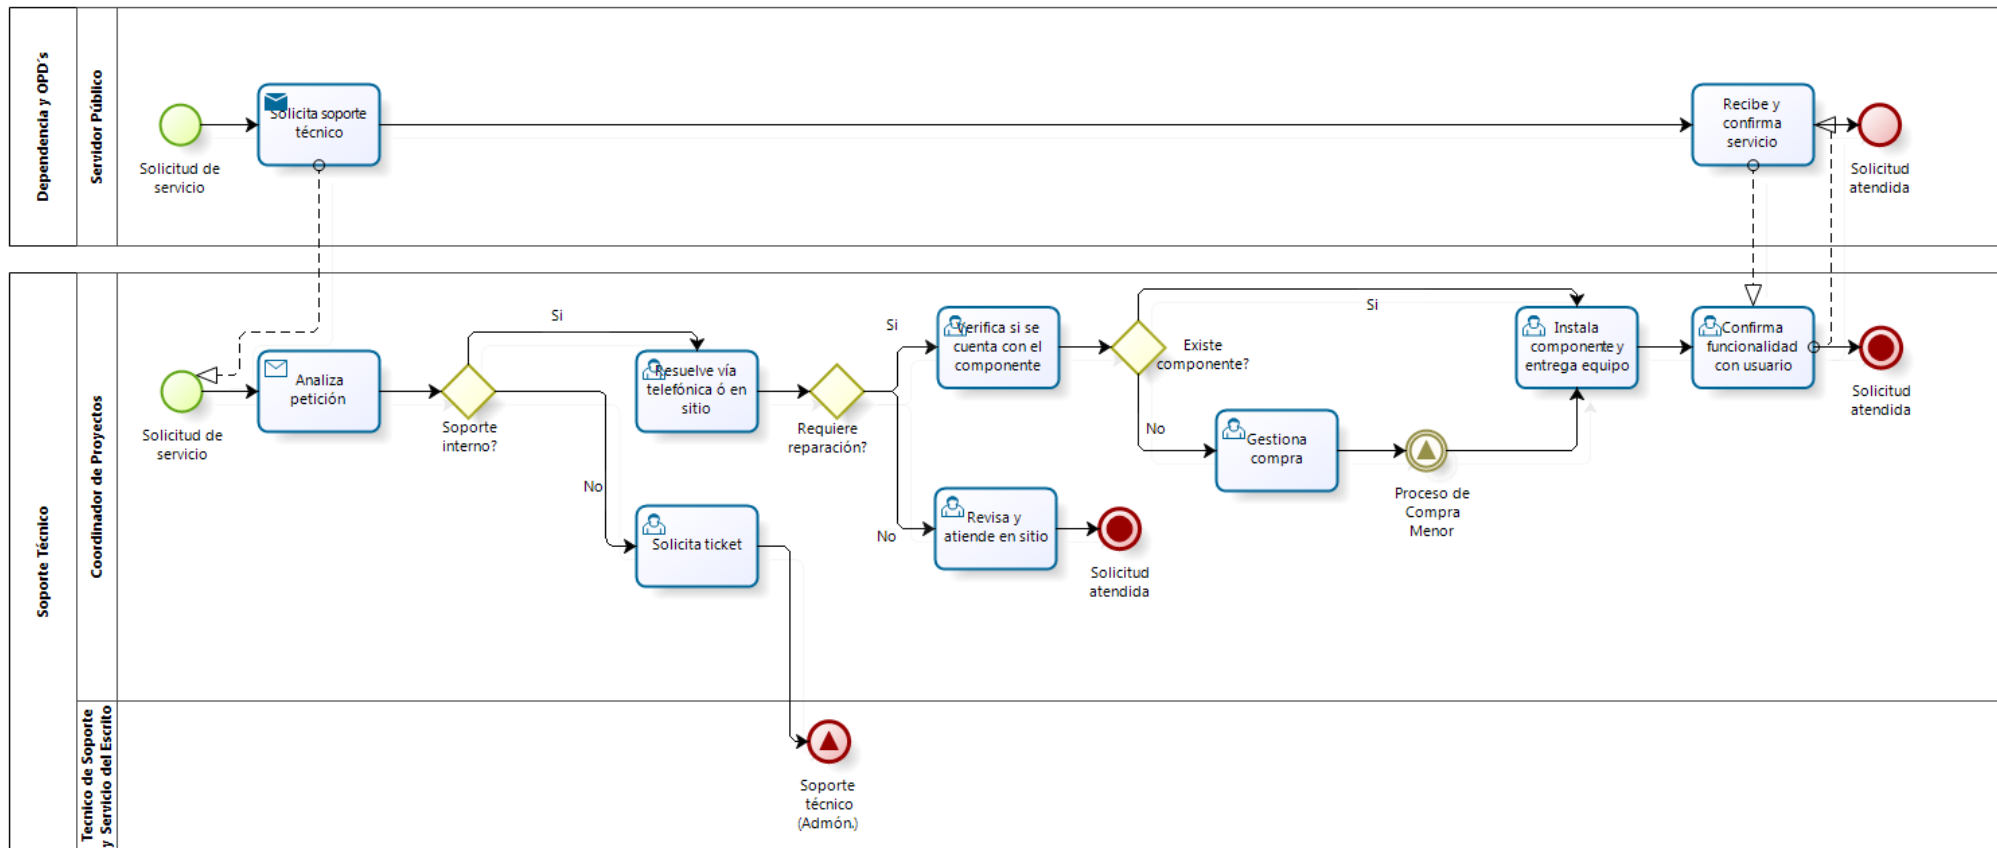 Dependencia y OPD´s
Servidor Público
Solicitud de
servicio
Solicita soporte
técnico
Recibe y
confirma
servicio
Solicitud
atendida
Soporte Técnico
Coordinador de Proyectos
Solicitud de
servicio
Analiza
petición
Soporte
interno?
Si
No
Resuelve vía
telefónica ó en
sitio
Solicita ticket
Requiere
reparación?
Si
No
Verifica si se
cuenta con el
componente
Revisa y
atiende en sitio
Solicitud
atendida
Existe
componente?
Si
No
Gestiona
compra
Proceso de
Compra
Menor
Instala
componente y
entrega equipo
Confirma
funcionalidad
con usuario
Solicitud
atendida
Tecnico de Soporte
y Servicio del Escrito
Soporte
técnico
(Admón.)